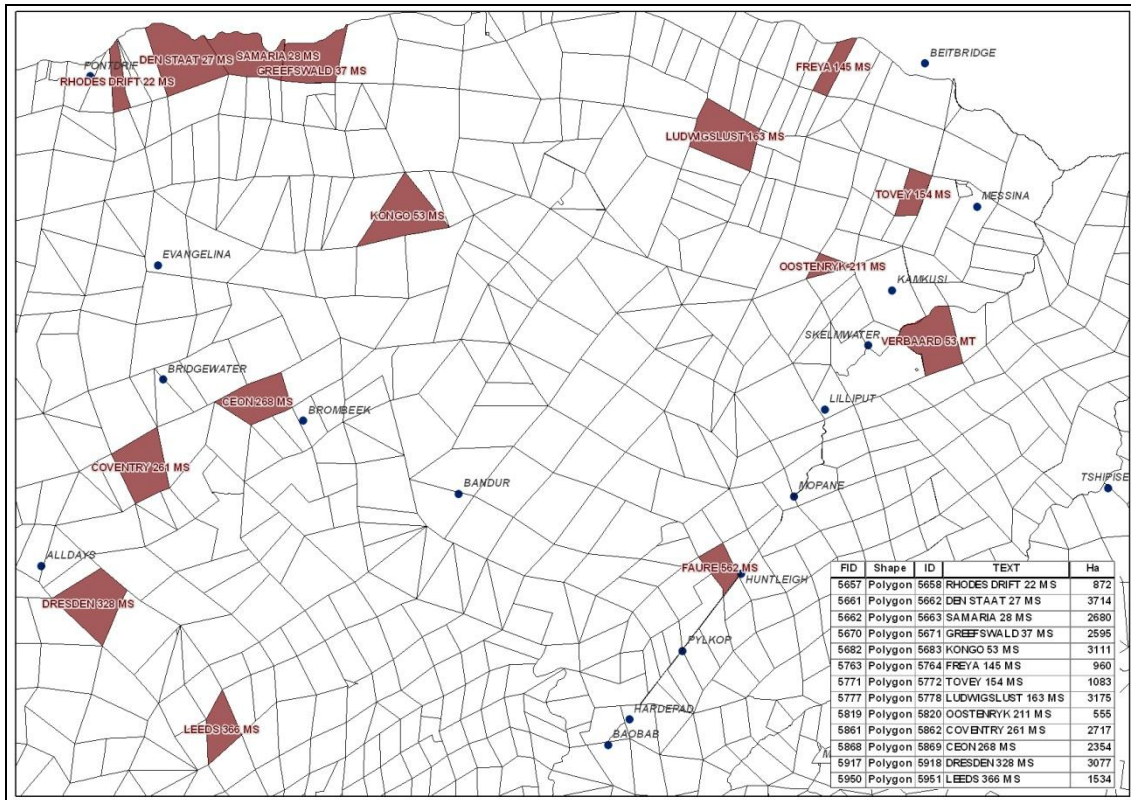 BEITBRIDGE
PONTDRIF
DEN STAAT 27 MS
SAMARIA 28 MS
GREEFSWALD 37 MS
FREYA 145 MS
RHODES DRIFT 22 MS
LUDWIGSLUST 163 MS
TOVEY 154 MS
MESSINA
KONGO 53 MS
EVANGELINA
OOSTENRYK 211 MS
KAMKUSI
SKELMWATER
VERBAARD 53 MT
BRIDGEWATER
CEON 268 MS
BROMBEEK
LILLIPUT
COVENTRY 261 MS
BANDUR
MOPANE
TSHIPISE
ALLDAYS
FAURE 562 MS
HUNTLEIGH
DRESDEN 328 MS
PYLKOP
LEEDS 366 MS
HARDEPAD
BAOBAB
FID Shape ID TEXT Ha
5657 Polygon 5658 RHODES DRIFT 22 MS 872
5661 Polygon 5662 DEN STAAT 27 MS 3714
5662 Polygon 5663 SAMARIA 28 MS 2680
5670 Polygon 5671 GREEFSWALD 37 MS 2595
5682 Polygon 5683 KONGO 53 MS 3111
5763 Polygon 5764 FREYA 145 MS 960
5771 Polygon 5772 TOVEY 154 MS 1083
5777 Polygon 5778 LUDWIGSLUST 163 MS 3175
5819 Polygon 5820 OOSTENRYK 211 MS 555
5861 Polygon 5862 COVENTRY 261 MS 2717
5868 Polygon 5869 CEON 268 MS 2354
5917 Polygon 5918 DRESDEN 328 MS 3077
5950 Polygon 5951 LEEDS 366 MS 1534